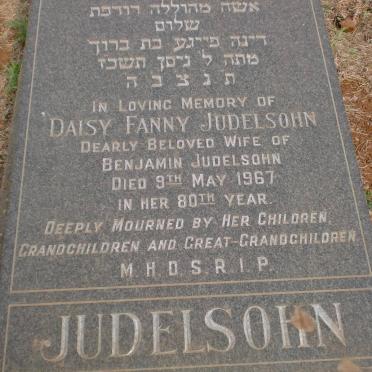 אשה מהוללה רודפת
שלום
דינה פייגע בת ברוך
מתה ל ניסן תשכז
ת נ צ ב ה
IN LOVING MEMORY OF
DAISY FANNY JUDELSOHN
DEARLY BELOVED WIFE OF
BENJAMIN JUDELSOHN
DIED 9TH MAY 1967
IN HER 80TH YEAR.
DEEPLY MOURNED BY HER CHILDREN,
GRANDCHILDREN AND GREAT-GRANDCHILDREN
M.H.D.S.R.I.P.
JUDELSOHN